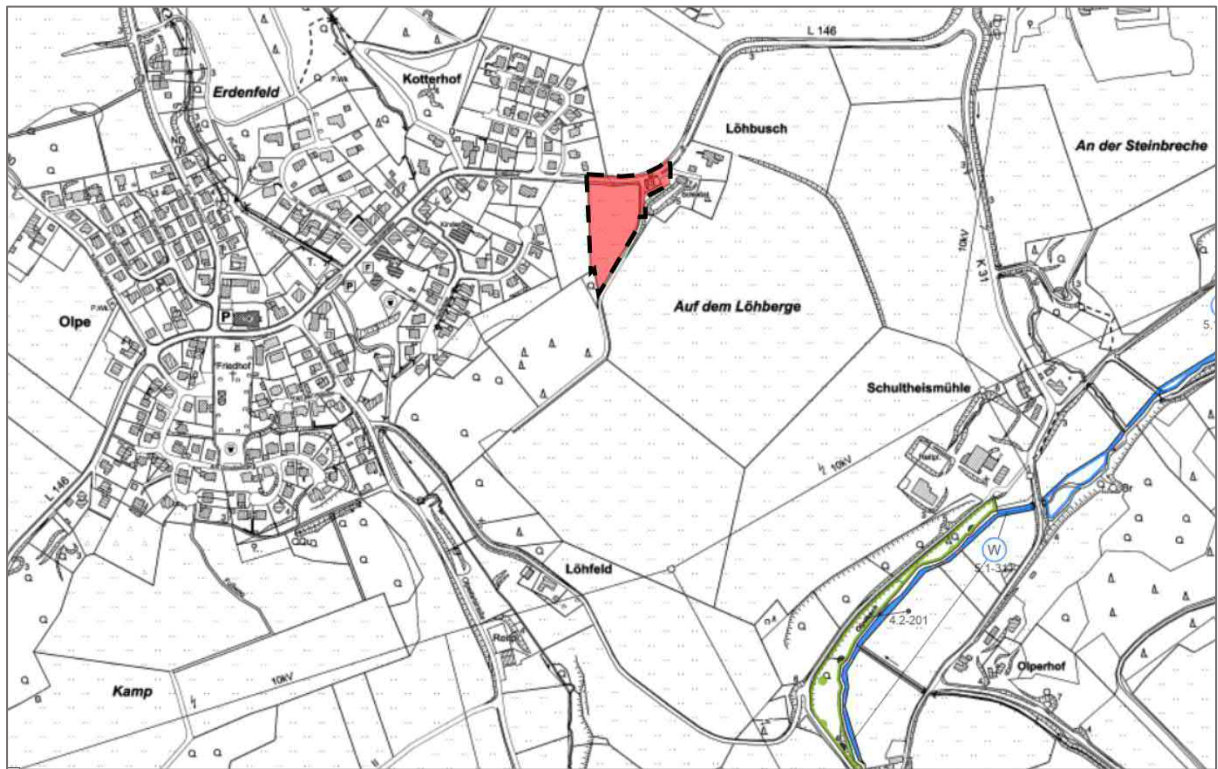 L 146
Erdenfeld
Kotterhof
P.Wk.
Löhbusch
An der Steinbreche
10kV
K 31
T.
F
P
Olpe
P
Auf dem Löhberge
Friedhof
Schultheismühle
10kV
L 146
W
Löhfeld
4.2-201
Olperhof
10kV
Kamp